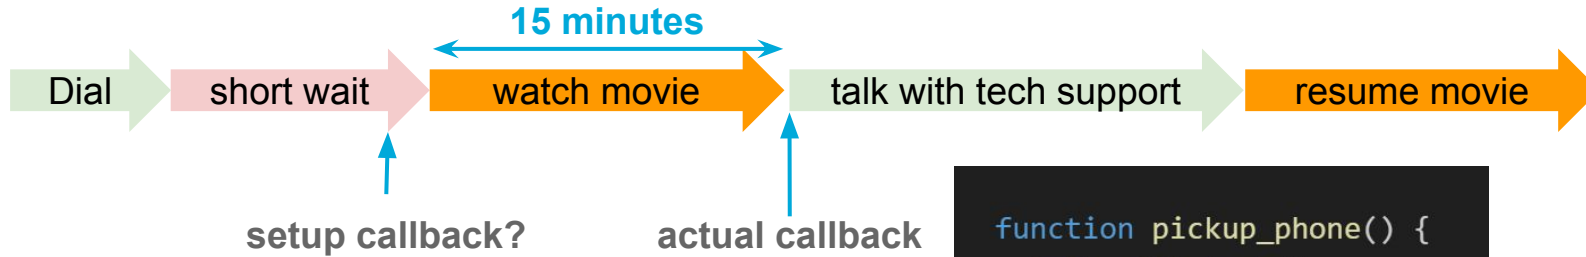 15 minutes
Dial
short wait
watch movie
talk with tech support
resume movie
setup callback?
actual callback
function pickup_phone() {